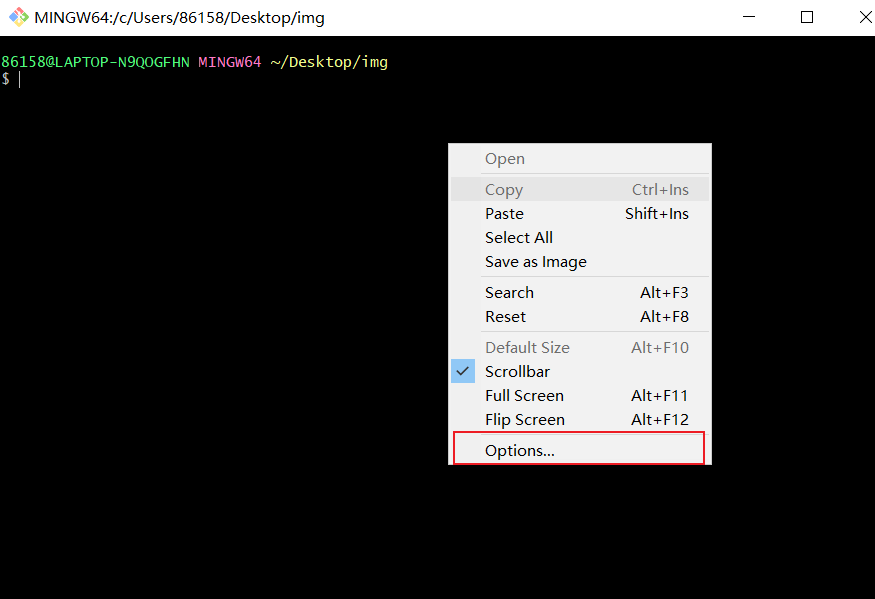 MINGW64:/c/Users/86158/Desktop/img
86158@LAPTOP-N9QOGFHN MINGW64 ~/Desktop/img
$
Open
Copy Ctrl+Ins
Paste Shift+Ins
Select All
Save as Image
Search Alt+F3
Reset Alt+F8
Default Size Alt+F10
Scrollbar
Full Screen Alt+F11
Flip Screen Alt+F12
Options...